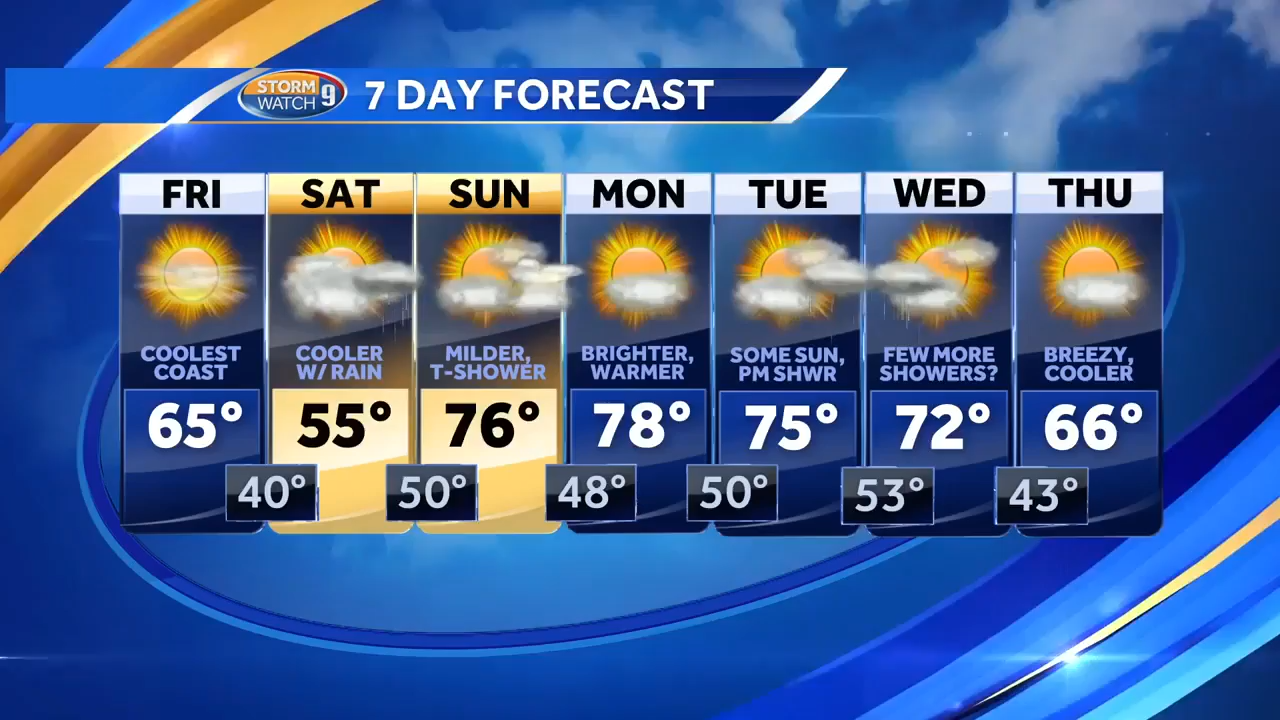 STORM
WATCH 9
7 DAY FORECAST
FRI SAT SUN MON TUE WED THU
COOLEST COAST
COOLER W/ RAIN
MILDER, T-SHOWER
BRIGHTER, WARMER
SOME SUN, PM SHWR
FEW MORE SHOWERS?
BREEZY, COOLER
65° 55° 76° 78° 75° 72° 66°
40° 50° 48° 50° 53° 43°